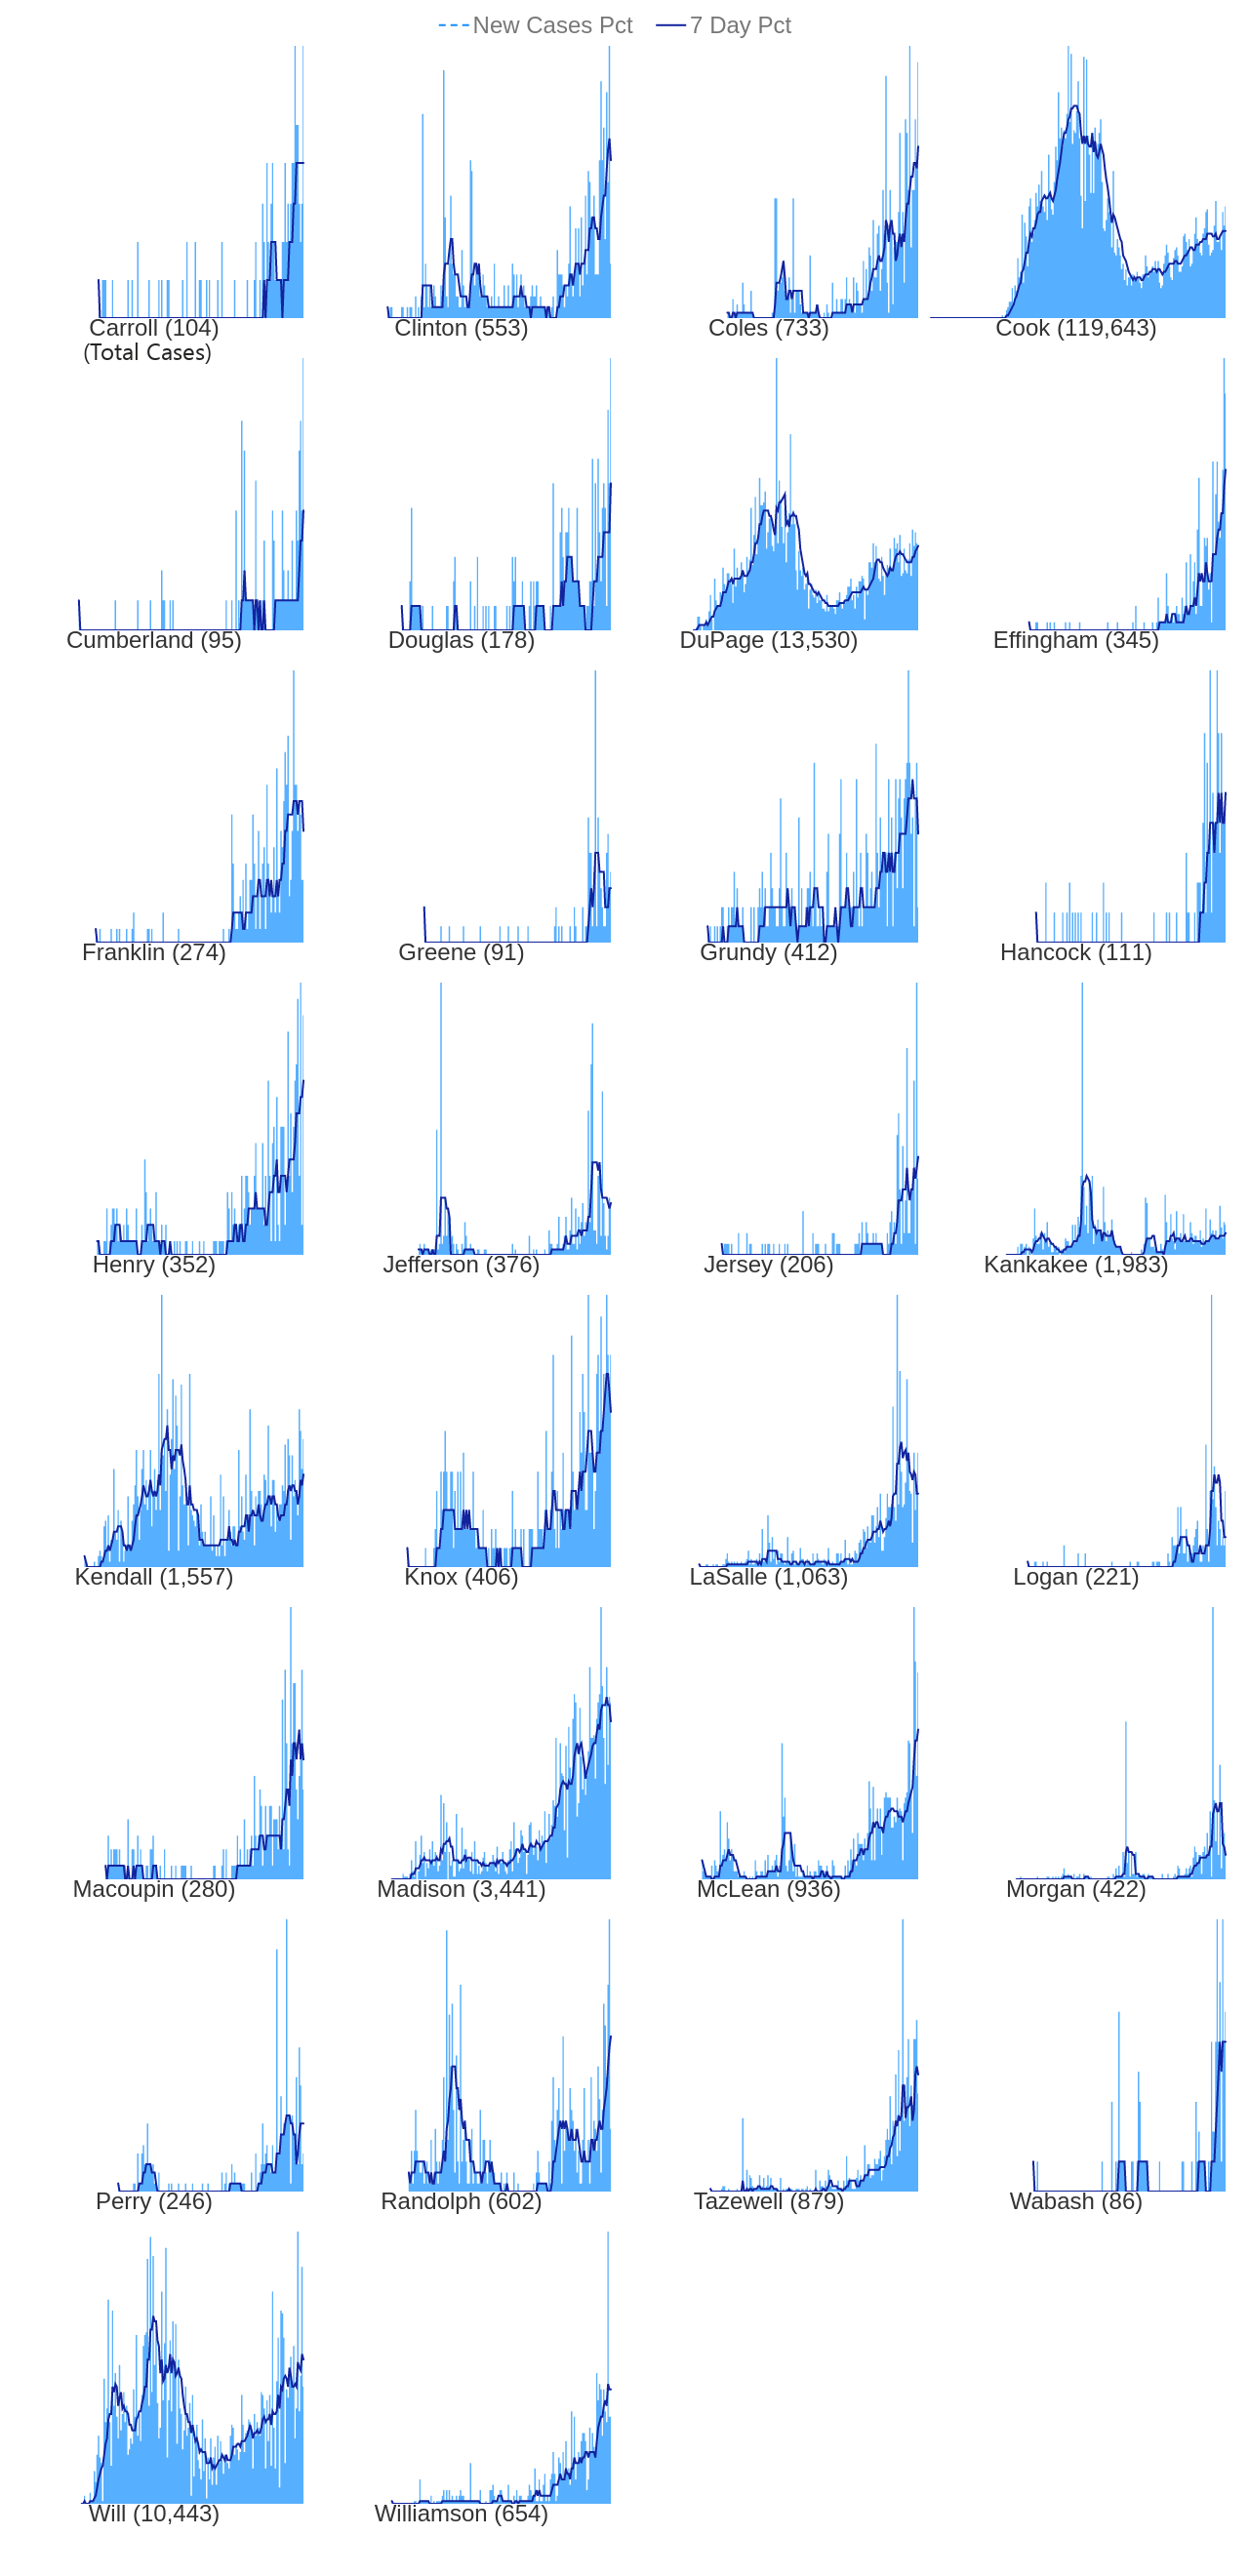 New Cases Pct 7 Day Pct
Carroll (104) Clinton (553) Coles (733) Cook (119,643)
(Total Cases)
Cumberland (95) Douglas (178) DuPage (13,530) Effingham (345)
Franklin (274) Greene (91) Grundy (412) Hancock (111)
Henry (352) Jefferson (376) Jersey (206) Kankakee (1,983)
Kendall (1,557) Knox (406) LaSalle (1,063) Logan (221)
Macoupin (280) Madison (3,441) McLean (936) Morgan (422)
Perry (246) Randolph (602) Tazewell (879) Wabash (86)
Will (10,443) Williamson (654)